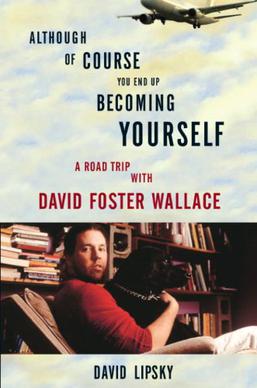 ALTHOUGH
OF COURSE
YOU END UP
BECOMING
YOURSELF
A ROAD TRIP
WITH
DAVID FOSTER WALLACE
DAVID LIPSKY